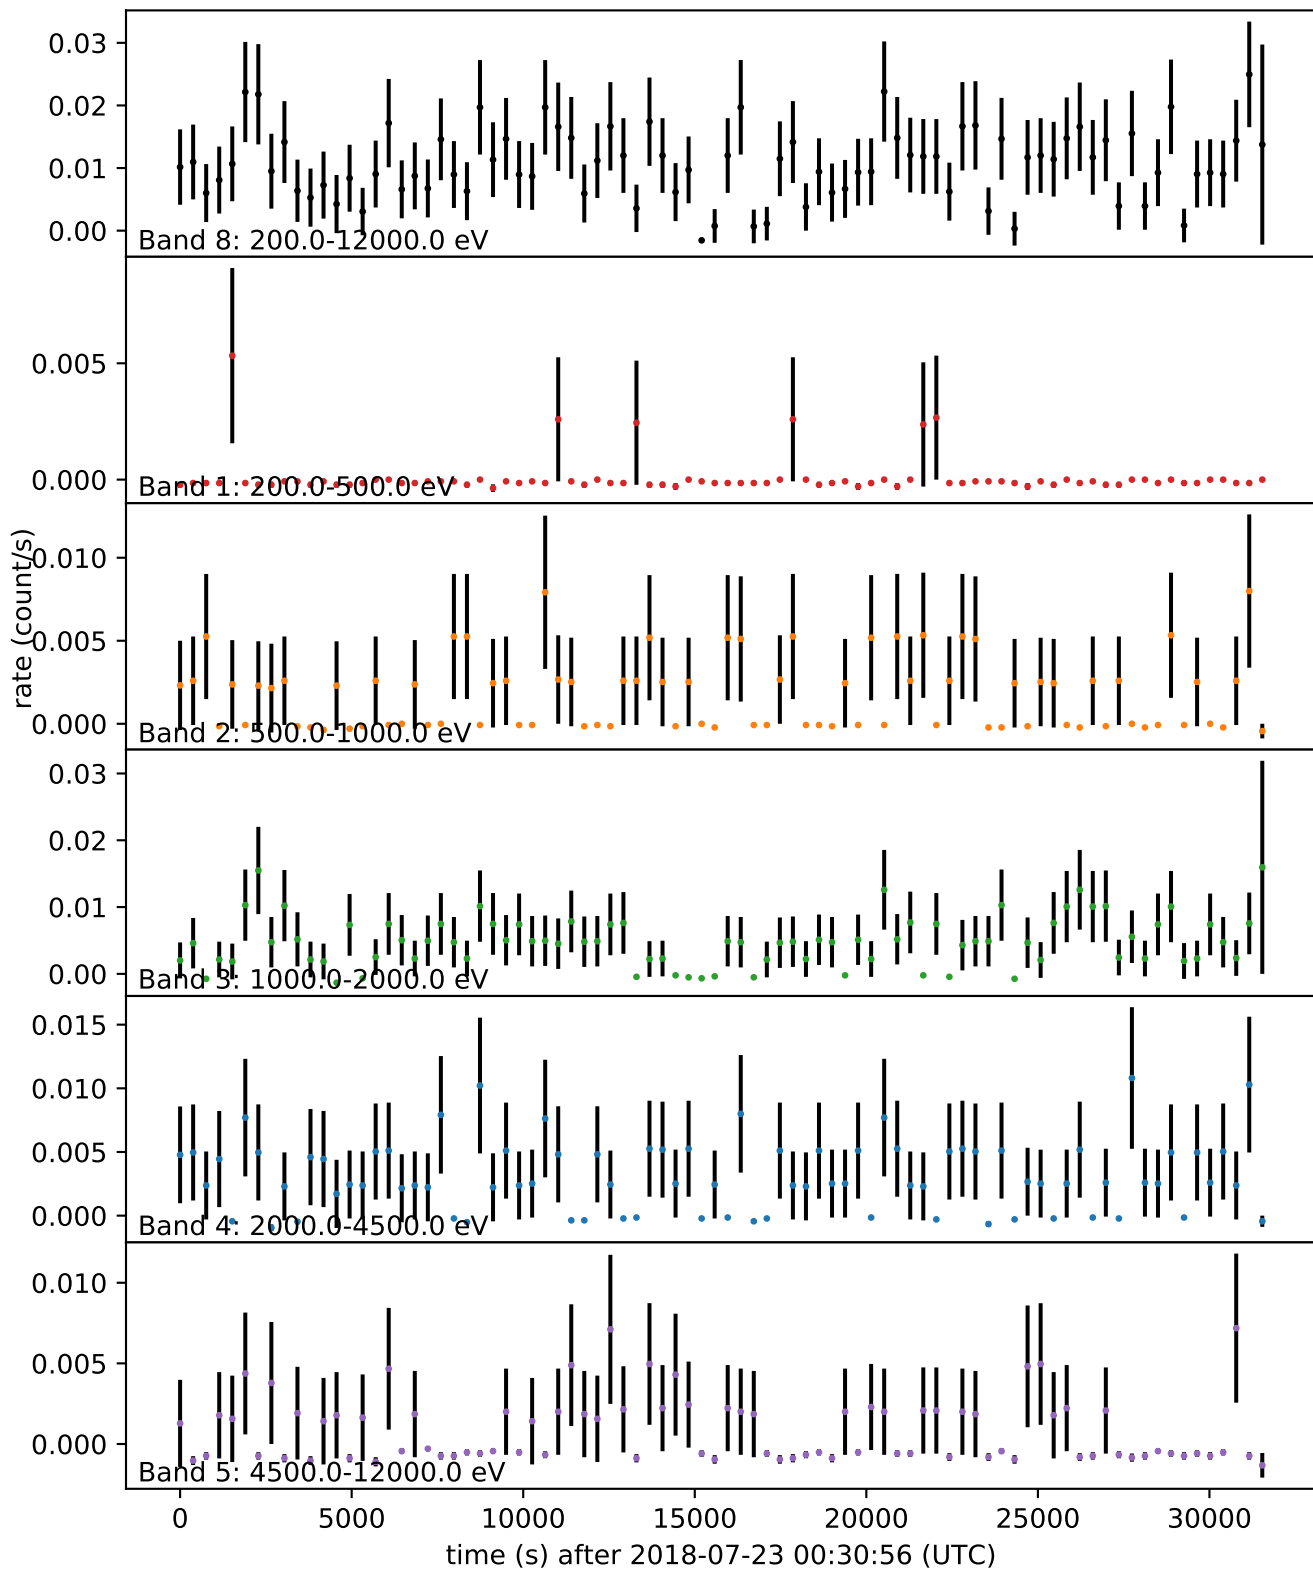 0.03
0.02
0.01
0.00
Band 8: 200.0-12000.0 eV
0.005
0.000
Band 1: 200.0-500.0 eV
rate (count/s)
0.010
0.005
0.000
Band 2: 500.0-1000.0 eV
0.03
0.02
0.01
0.00
Band 3: 1000.0-2000.0 eV
0.015
0.010
0.005
0.000
Band 4: 2000.0-4500.0 eV
0.010
0.005
0.000
Band 5: 4500.0-12000.0 eV
0 5000 10000 15000 20000 25000 30000
time (s) after 2018-07-23 00:30:56 (UTC)